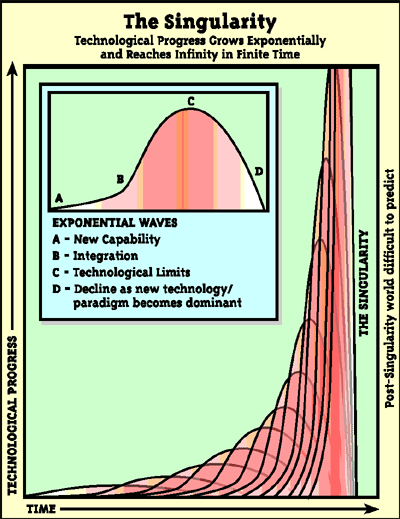 The Singularity
Technological Progress Grows Exponentially
and Reaches Infinity in Finite Time
C
B
A
D
EXPONENTIAL WAVES
A - New Capability
B - Integration
C - Technological Limits
D - Decline as new technology/
paradigm becomes dominant
TECHNOLOGICAL PROGRESS
THE SINGULARITY
Post-Singularity world difficult to predict
TIME